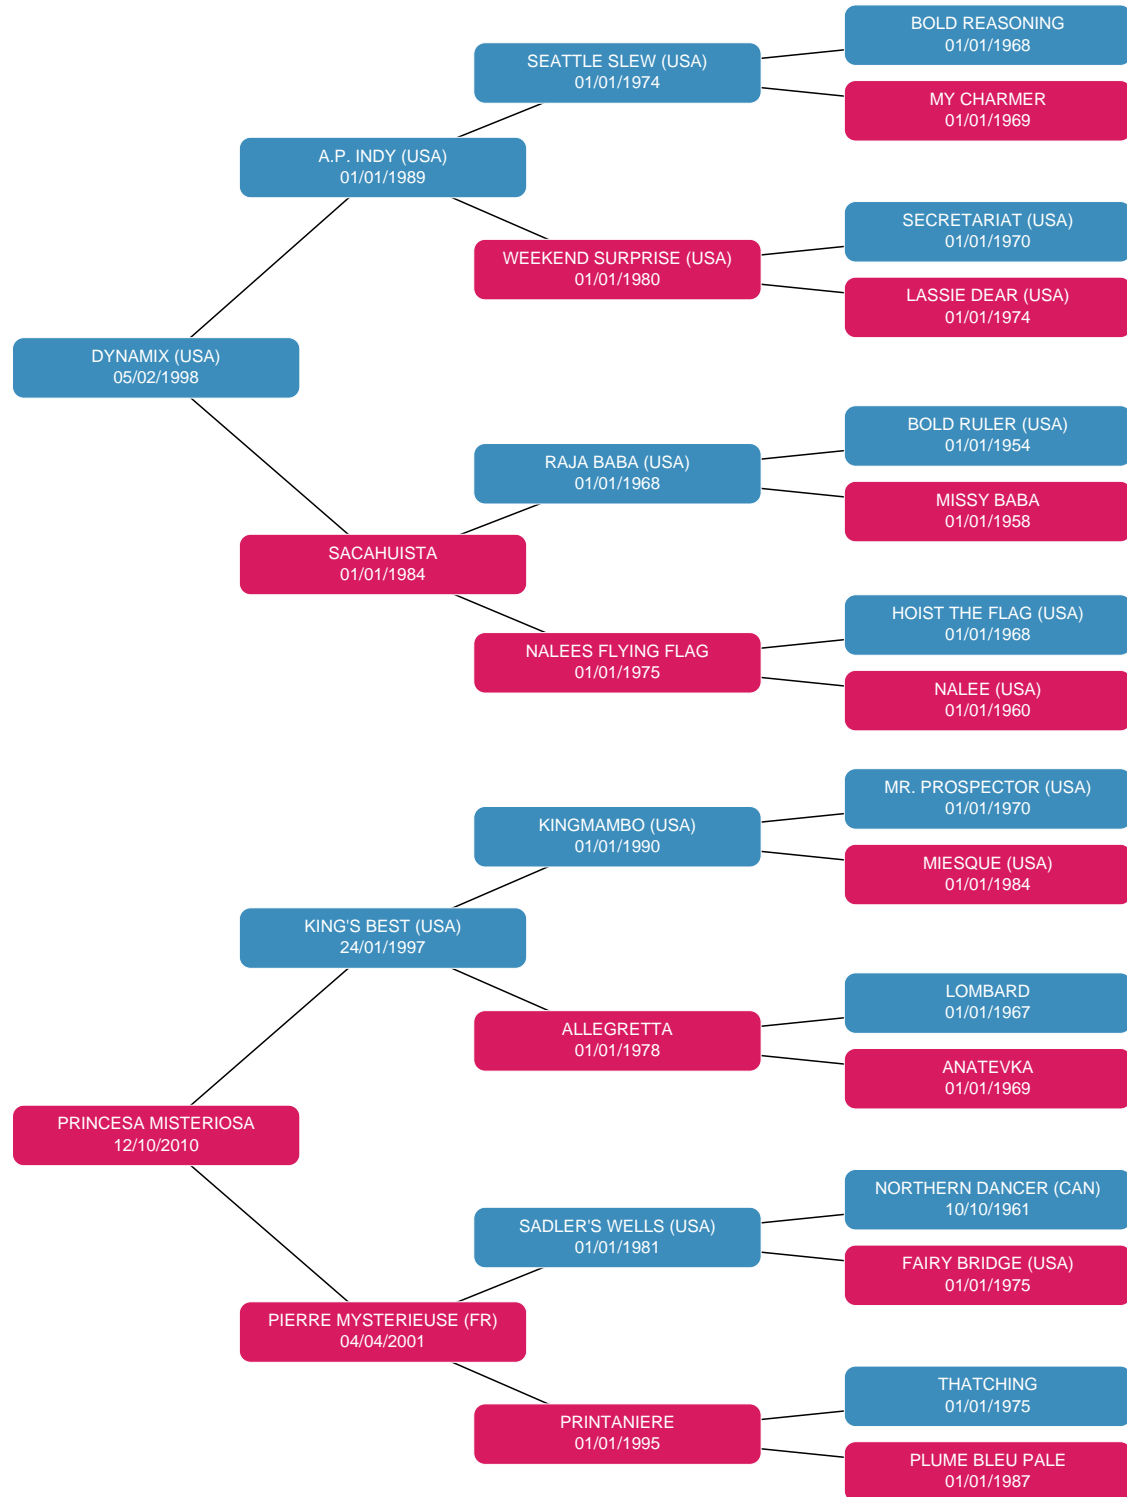 BOLD REASONING
01/01/1968
SEATTLE SLEW (USA)
01/01/1974
MY CHARMER
01/01/1969
A.P. INDY (USA)
01/01/1989
SECRETARIAT (USA)
01/01/1970
WEEKEND SURPRISE (USA)
01/01/1980
LASSIE DEAR (USA)
01/01/1974
DYNAMIX (USA)
05/02/1998
BOLD RULER (USA)
01/01/1954
RAJA BABA (USA)
01/01/1968
MISSY BABA
01/01/1958
SACAHUISTA
01/01/1984
HOIST THE FLAG (USA)
01/01/1968
NALEES FLYING FLAG
01/01/1975
NALEE (USA)
01/01/1960
MR. PROSPECTOR (USA)
01/01/1970
KINGMAMBO (USA)
01/01/1990
MIESQUE (USA)
01/01/1984
KING'S BEST (USA)
24/01/1997
LOMBARD
01/01/1967
ALLEGRETTA
01/01/1978
ANATEVKA
01/01/1969
PRINCESA MISTERIOSA
12/10/2010
NORTHERN DANCER (CAN)
10/10/1961
SADLER'S WELLS (USA)
01/01/1981
FAIRY BRIDGE (USA)
01/01/1975
PIERRE MYSTERIEUSE (FR)
04/04/2001
THATCHING
01/01/1975
PRINTANIERE
01/01/1995
PLUME BLEU PALE
01/01/1987